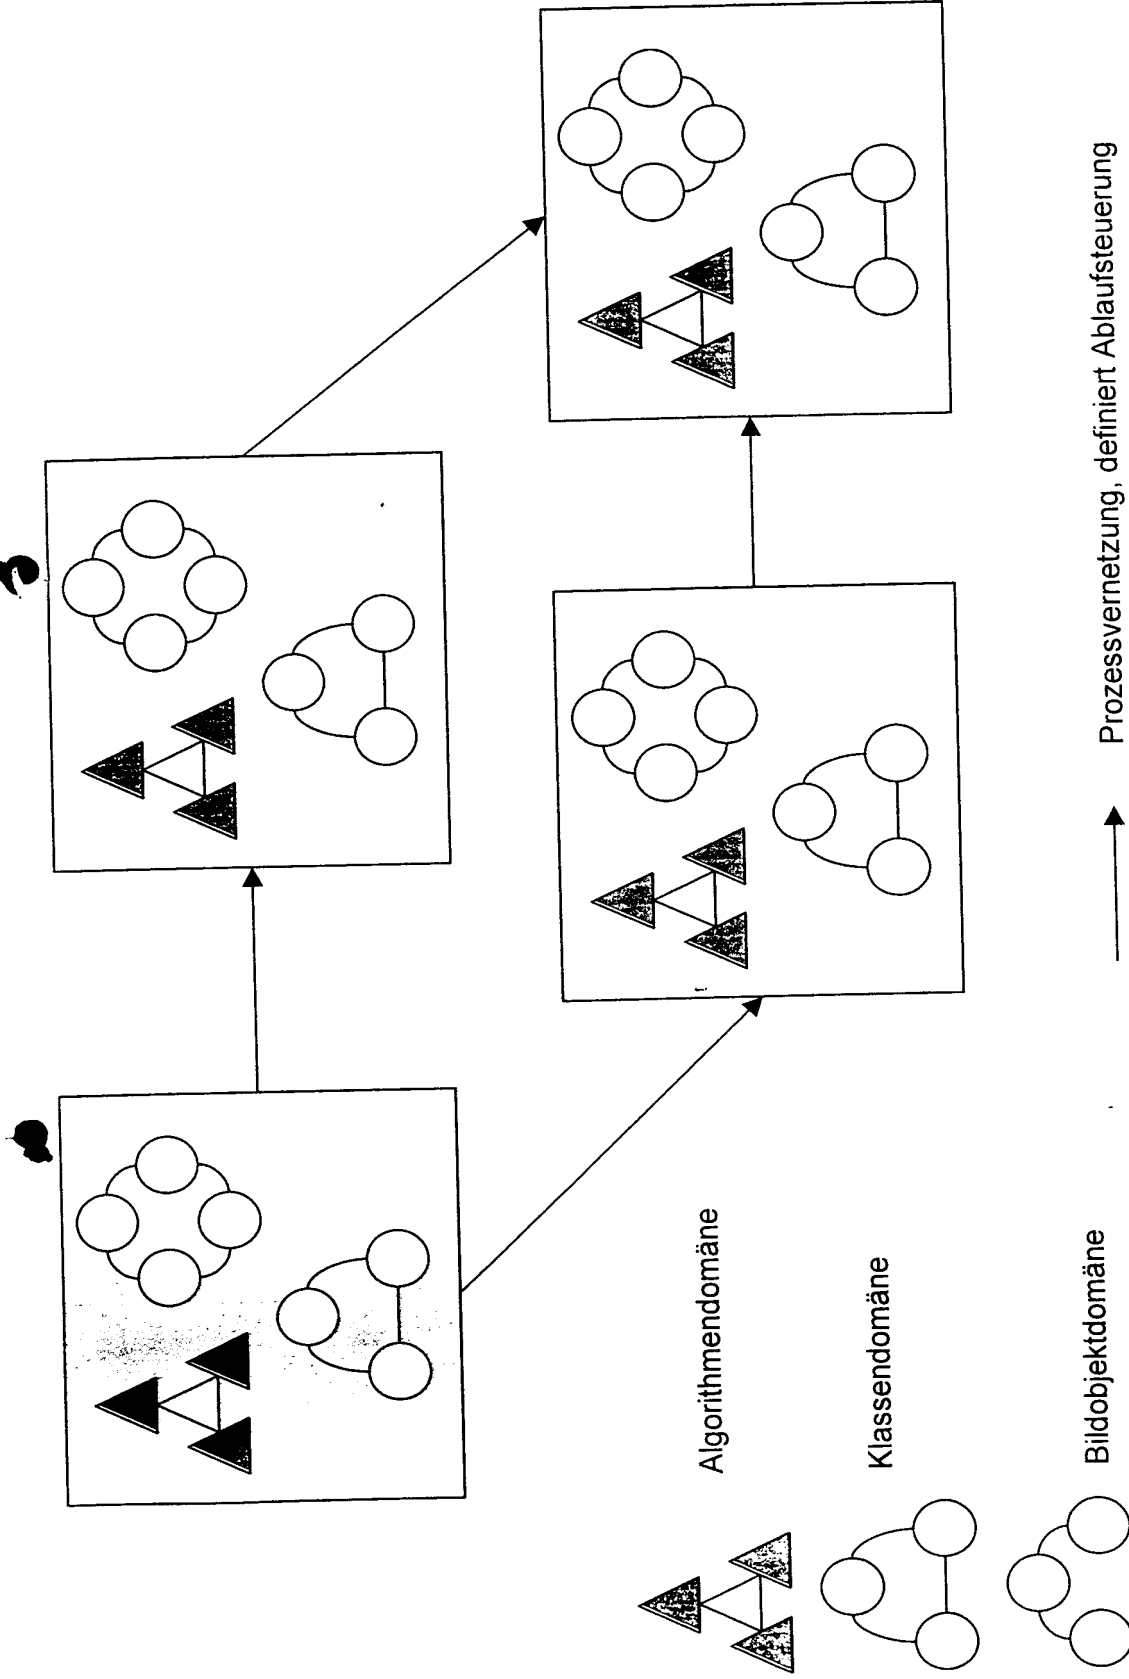 Algorithmendomäne
Klassendomäne
Bildobjektdomäne
Prozessvernetzung, definiert Ablaufsteuerung